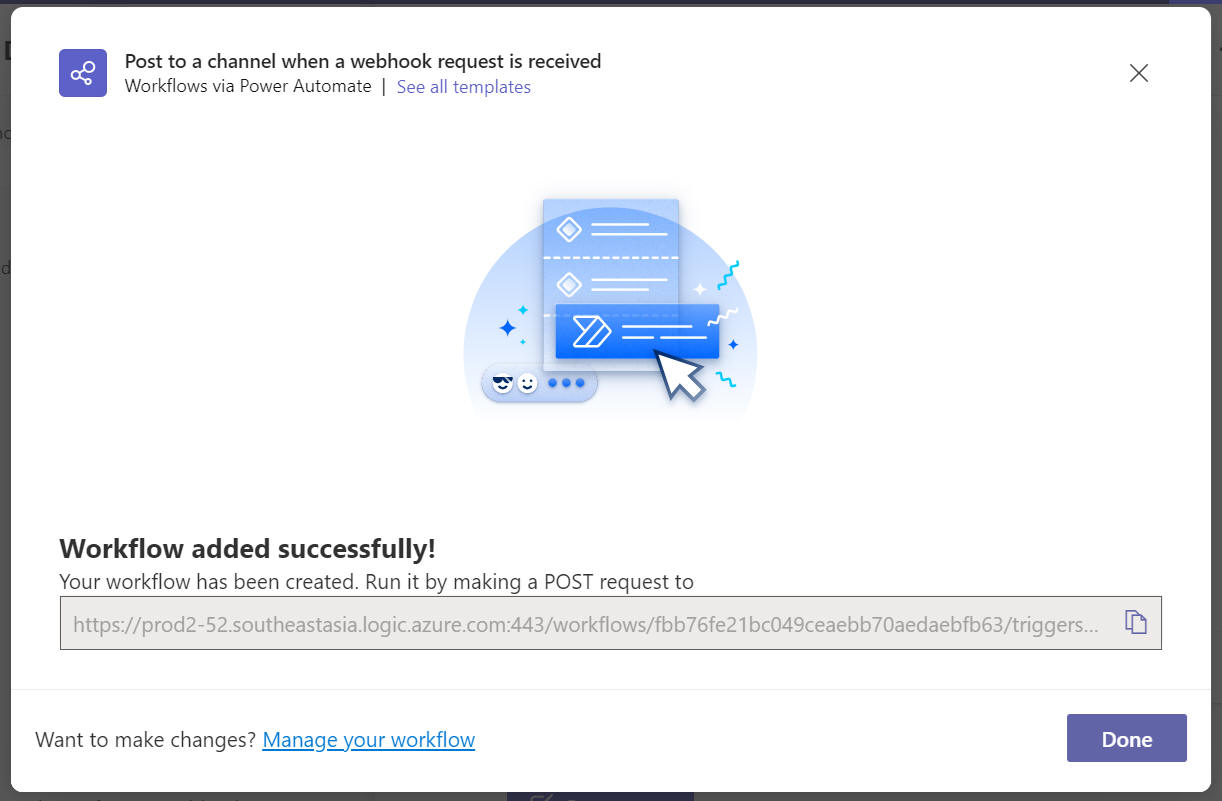 Post to a channel when a webhook request is received
Workflows via Power Automate | See all templates
Workflow added successfully!
Your workflow has been created. Run it by making a POST request to
https://prod2-52.southeastasia.logic.azure.com:443/workflows/fbb76fe21bc049ceaebb70aedaebfb63/triggers...
Want to make changes? Manage your workflow
Done